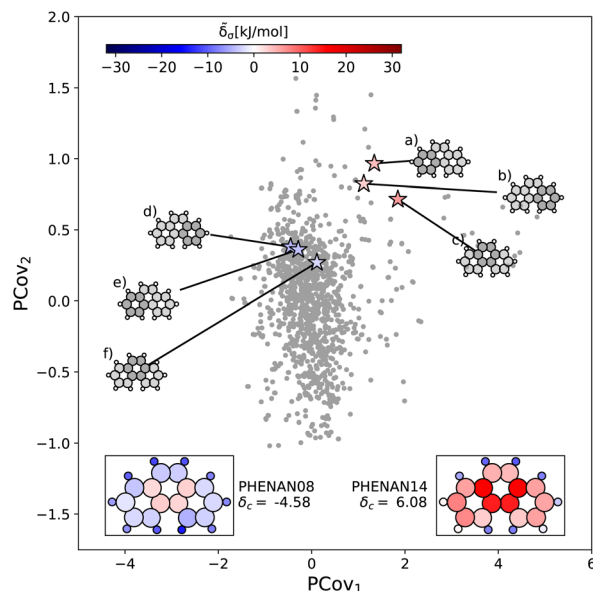 δ̃σ[kJ/mol]
−30 −20 −10 0 10 20 30
2.0
1.5
1.0
0.5
0.0
−0.5
−1.0
−1.5
PCov₂
a)
b)
c)
d)
e)
f)
PHENAN08
δc = -4.58
PHENAN14
δc = 6.08
−4 −2 0 2 4 6
PCov₁